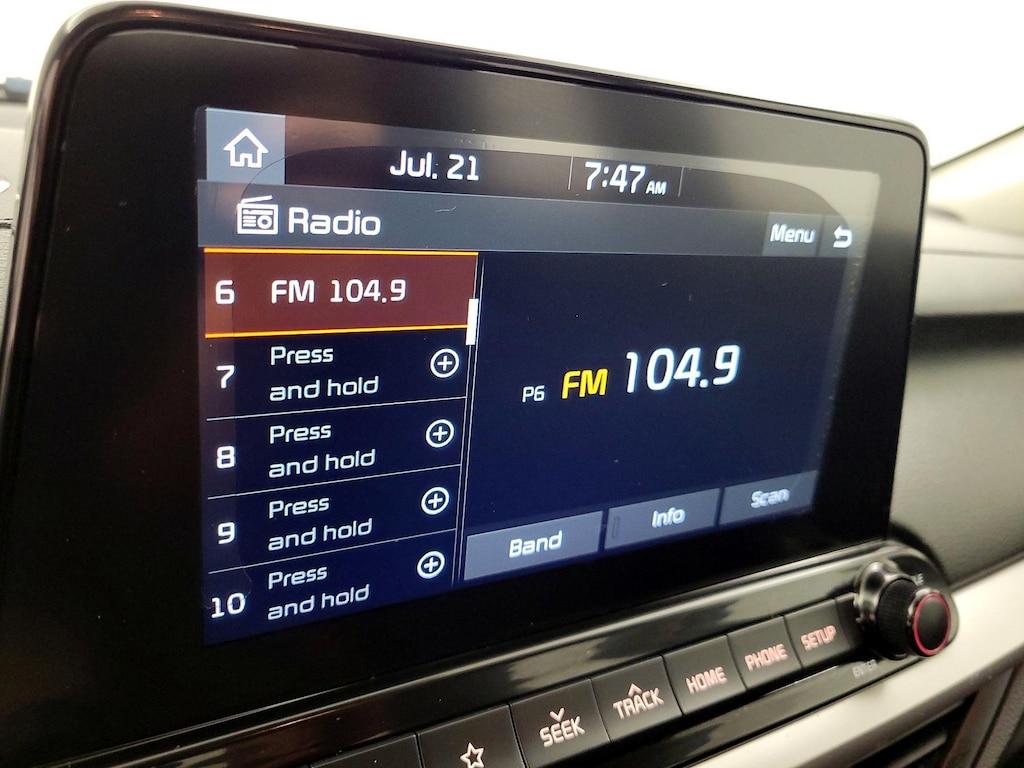 Jul. 21 7:47 AM
Radio
Menu
6 FM 104.9
7 Press
and hold
8 Press
and hold
9 Press
and hold
10 Press
and hold
P6 FM 104.9
Band Info Scan
SEEK TRACK HOME PHONE SETUP
ENTER